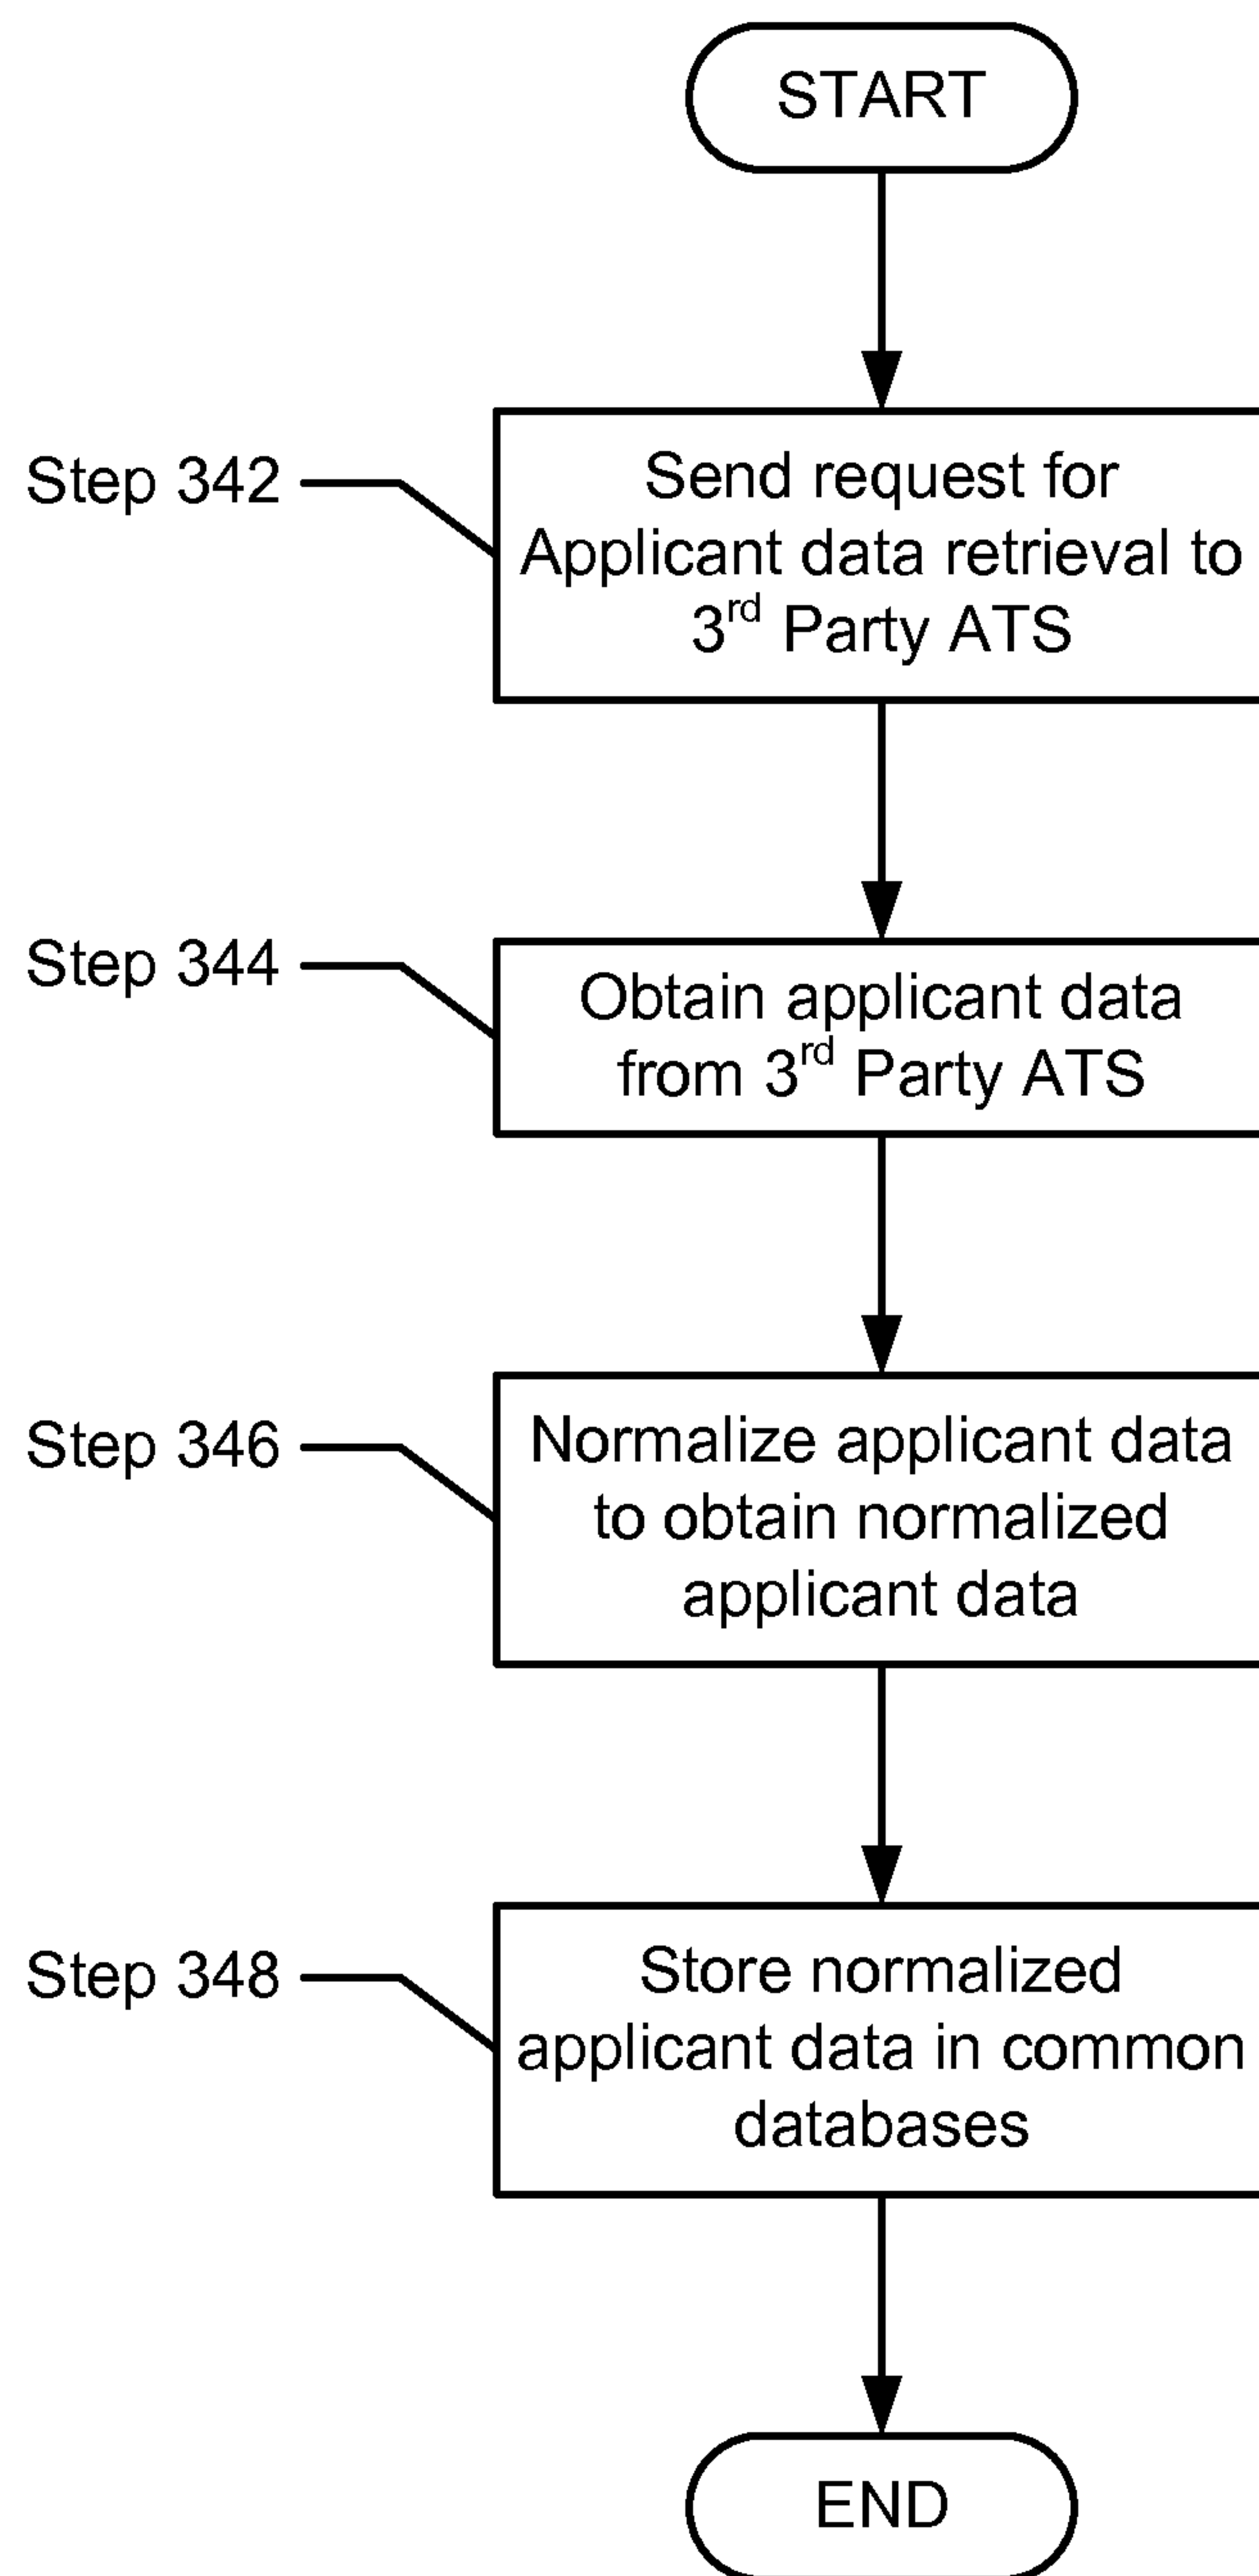 START
Step 342
Send request for
Applicant data retrieval to
3rd Party ATS
Step 344
Obtain applicant data
from 3rd Party ATS
Step 346
Normalize applicant data
to obtain normalized
applicant data
Step 348
Store normalized
applicant data in common
databases
END